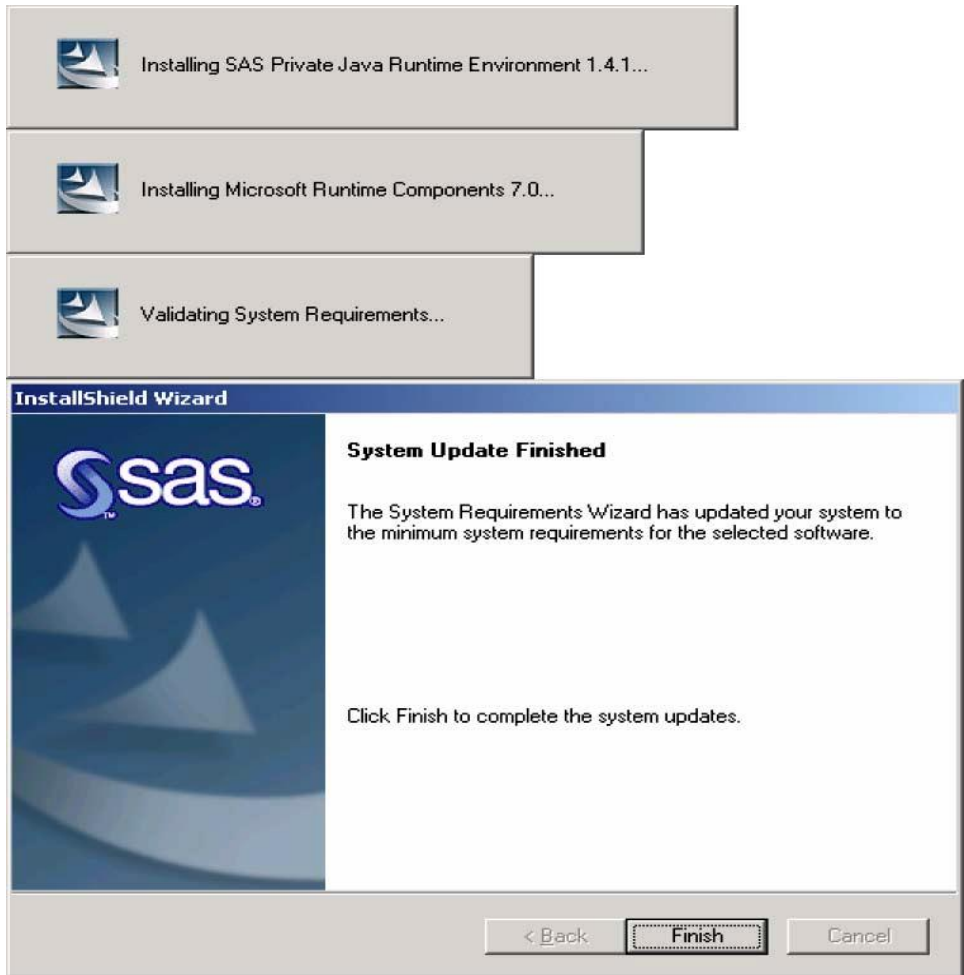 Installing SAS Private Java Runtime Environment 1.4.1...
Installing Microsoft Runtime Components 7.0...
Validating System Requirements...
InstallShield Wizard
sas®
TM
System Update Finished
The System Requirements Wizard has updated your system to
the minimum system requirements for the selected software.
Click Finish to complete the system updates.
< Back
Finish
Cancel